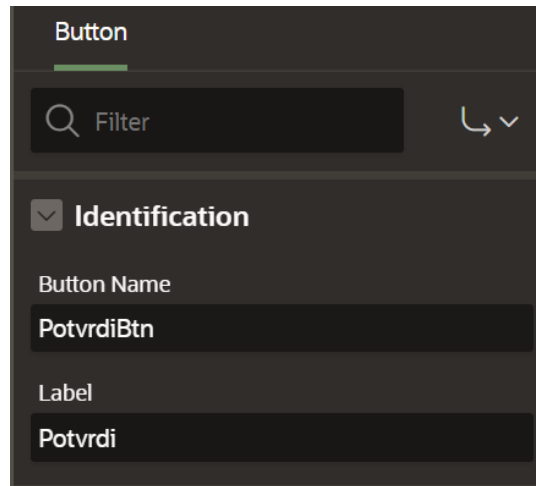 Button
Filter
Identification
Button Name
PotvrdiBtn
Label
Potvrdi